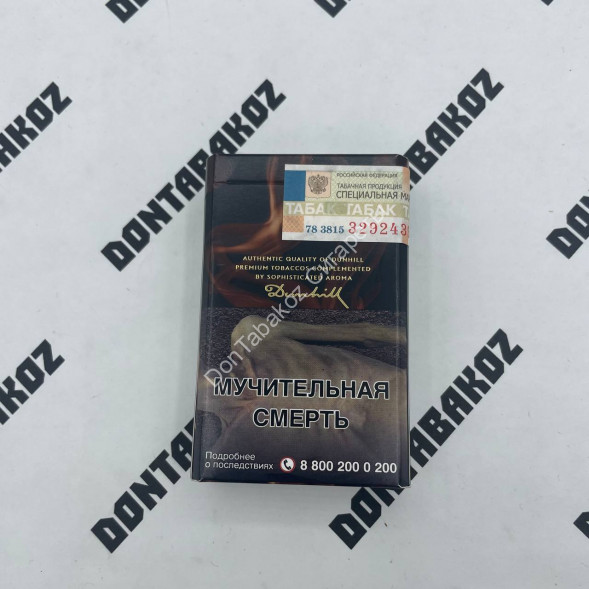 РОССИЙСКАЯ ФЕДЕРАЦИЯ
ТАБАЧНАЯ ПРОДУКЦИЯ
СПЕЦИАЛЬНАЯ МА
ТАБАК ТАБАК Т
78 3815 329243
AUTHENTIC QUALITY OF DUNHILL
PREMIUM TOBACCOS COMPLEMENTED
BY SOPHISTICATED AROMA
Dunhill
МУЧИТЕЛЬНАЯ
СМЕРТЬ
Подробнее
о последствиях 8 800 200 0 200
DonTabakoz
DONTABAKOZ
DONTABAKOZ
DONTABAKOZ
DONTABAKOZ
DONTABAKOZ
DONTABAKOZ